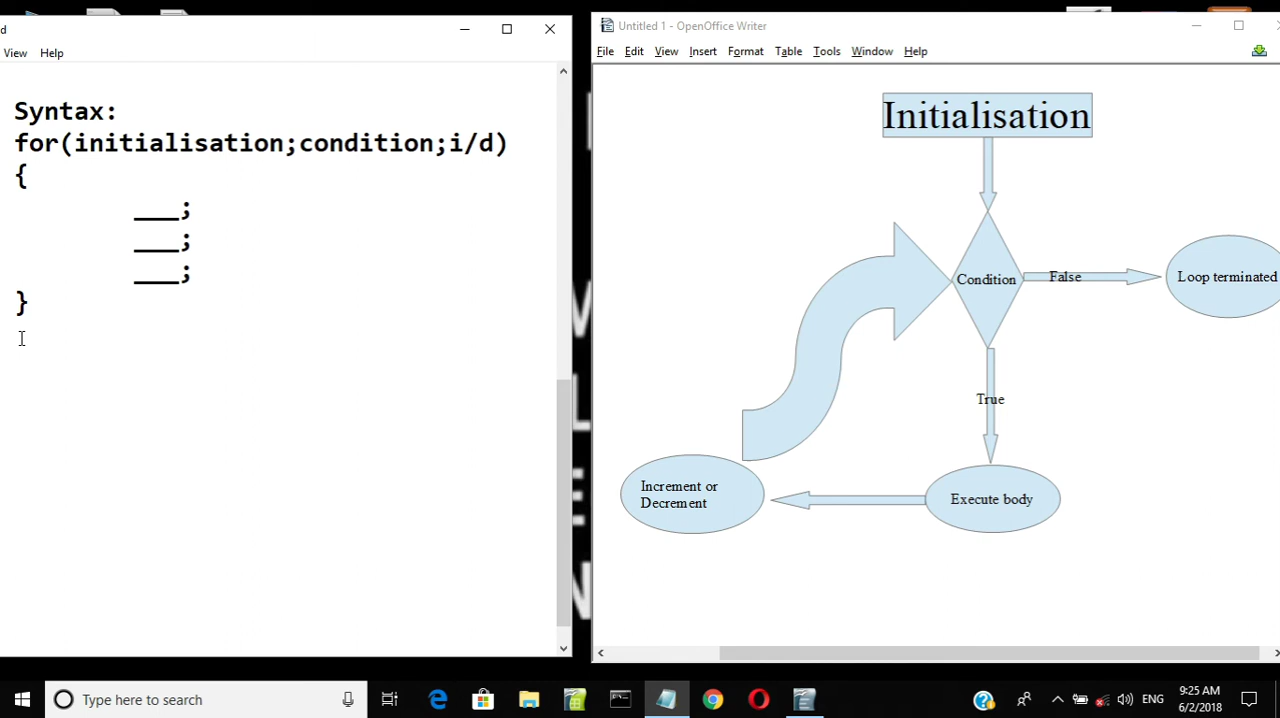 d
View Help
Syntax:
for(initialisation;condition;i/d)
{
___;
___;
___;
}
Untitled 1 - OpenOffice Writer
File Edit View Insert Format Table Tools Window Help
Initialisation
Condition
False
Loop terminated
True
Increment or
Decrement
Execute body
Type here to search
ENG
9:25 AM
6/2/2018